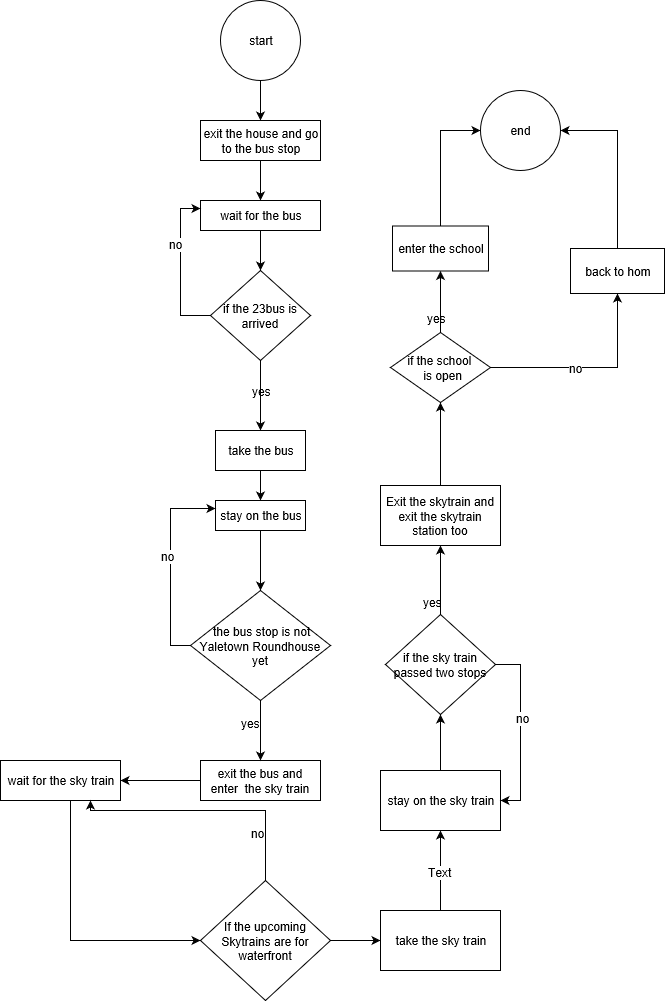 start
exit the house and go
to the bus stop
wait for the bus
no
if the 23bus is
arrived
yes
take the bus
stay on the bus
no
the bus stop is not
Yaletown Roundhouse
yet
yes
exit the bus and
enter the sky train
wait for the sky train
no
If the upcoming
Skytrains are for
waterfront
take the sky train
Text
stay on the sky train
no
if the sky train
passed two stops
yes
Exit the skytrain and
exit the skytrain
station too
if the school
is open
yes
no
enter the school
back to hom
end